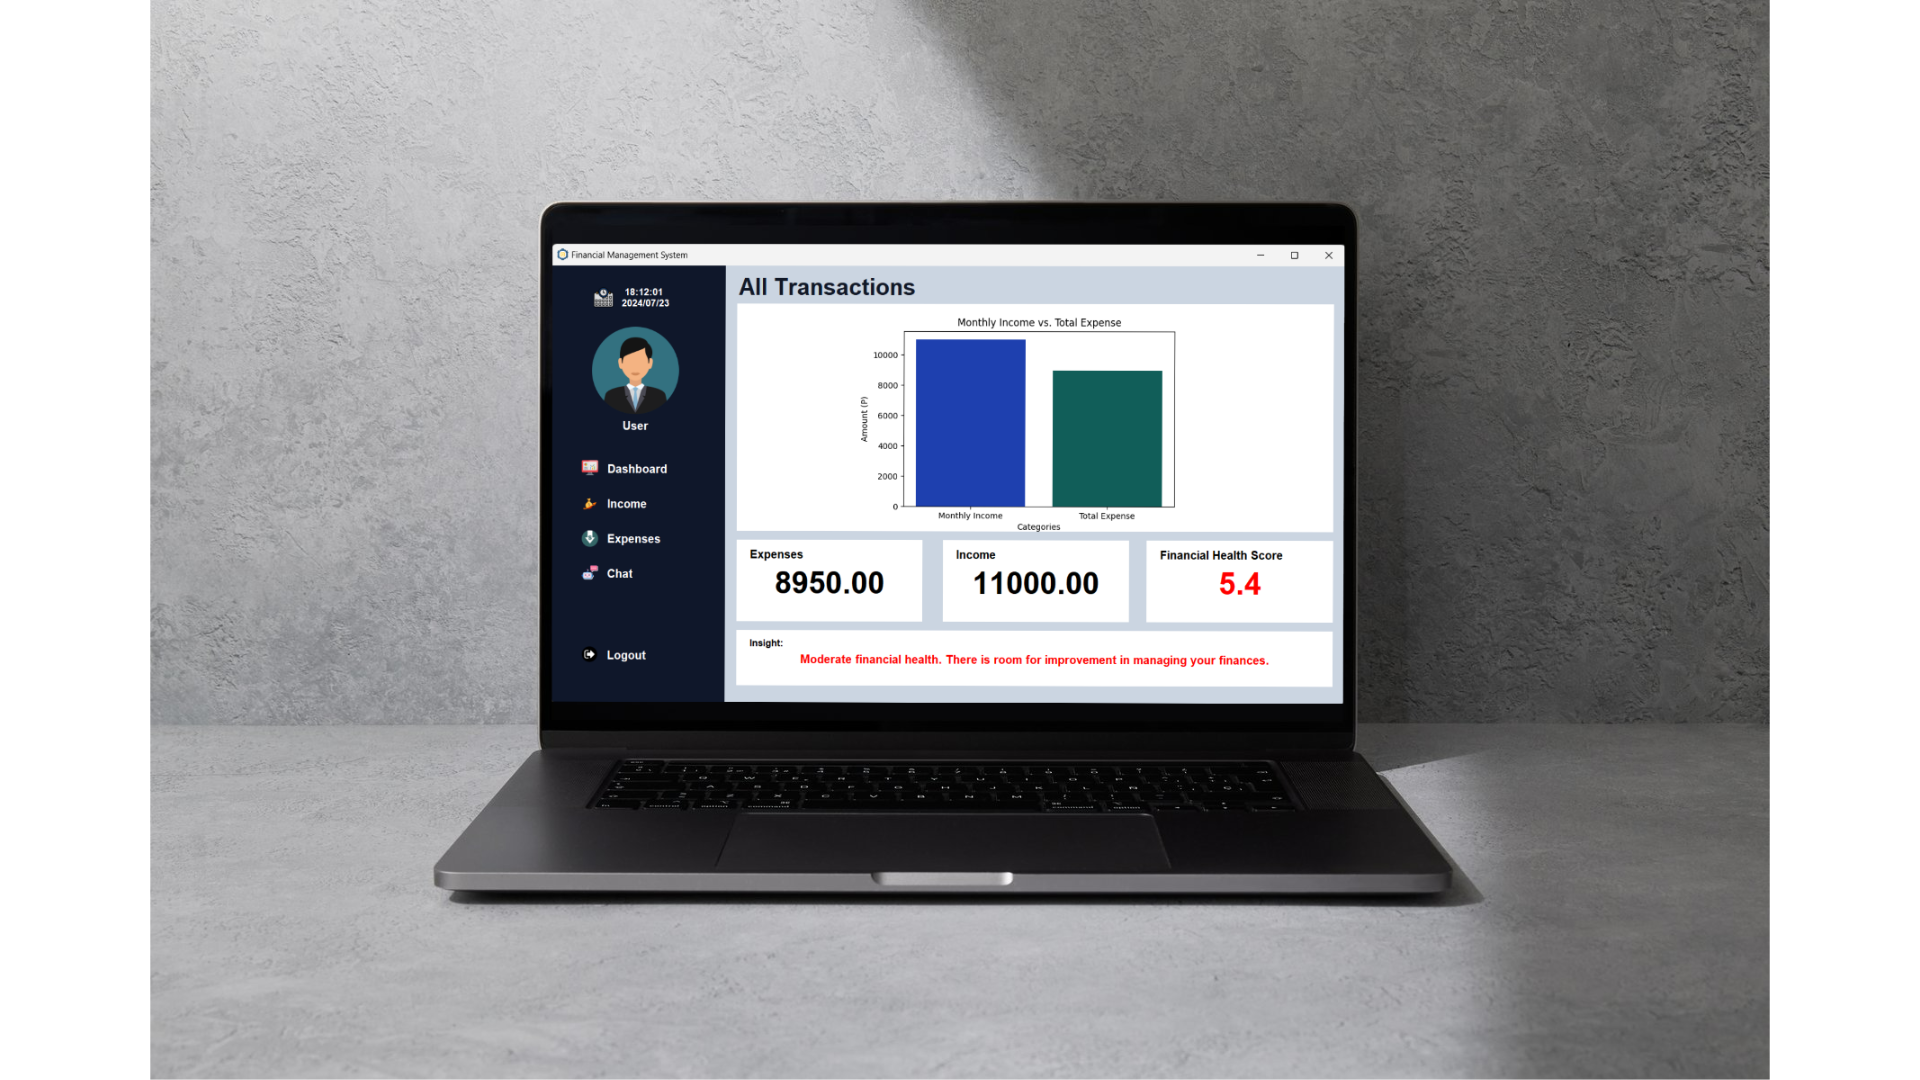 Financial Management System
18:12:01
2024/07/23
User
Dashboard
Income
Expenses
Chat
Logout
All Transactions
Monthly Income vs. Total Expense
Amount (P)
10000
8000
6000
4000
2000
0
Monthly Income
Total Expense
Categories
Expenses
8950.00
Income
11000.00
Financial Health Score
5.4
Insight:
Moderate financial health. There is room for improvement in managing your finances.